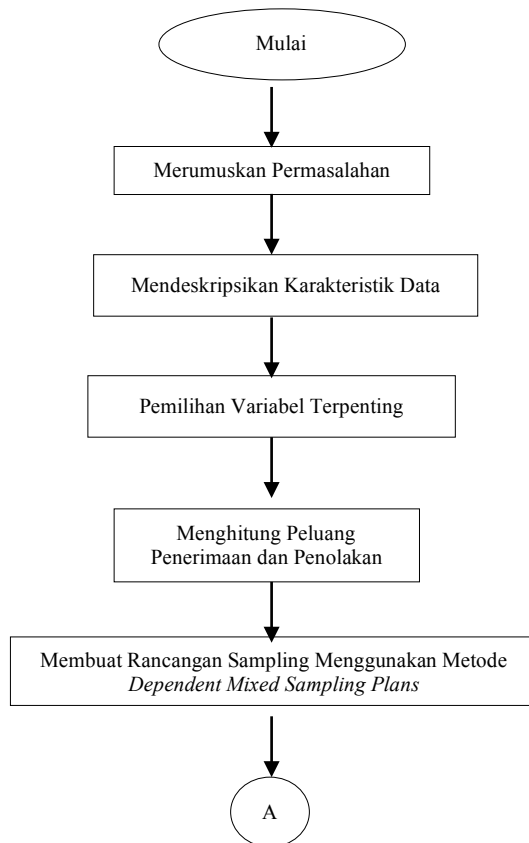 Mulai
Merumuskan Permasalahan
Mendeskripsikan Karakteristik Data
Pemilihan Variabel Terpenting
Menghitung Peluang
Penerimaan dan Penolakan
Membuat Rancangan Sampling Menggunakan Metode
Dependent Mixed Sampling Plans
A